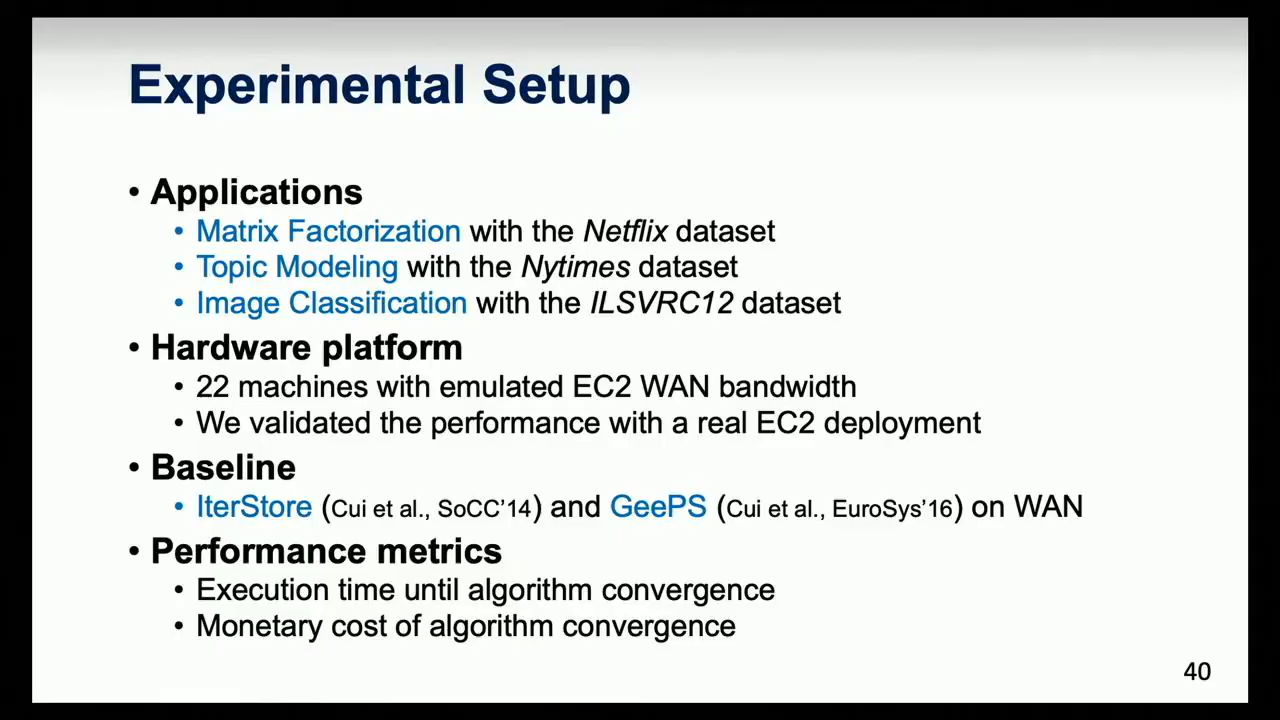 Experimental Setup
• Applications
• Matrix Factorization with the Netflix dataset
• Topic Modeling with the Nytimes dataset
• Image Classification with the ILSVRC12 dataset
• Hardware platform
• 22 machines with emulated EC2 WAN bandwidth
• We validated the performance with a real EC2 deployment
• Baseline
• IterStore (Cui et al., SoCC’14) and GeePS (Cui et al., EuroSys’16) on WAN
• Performance metrics
• Execution time until algorithm convergence
• Monetary cost of algorithm convergence
40